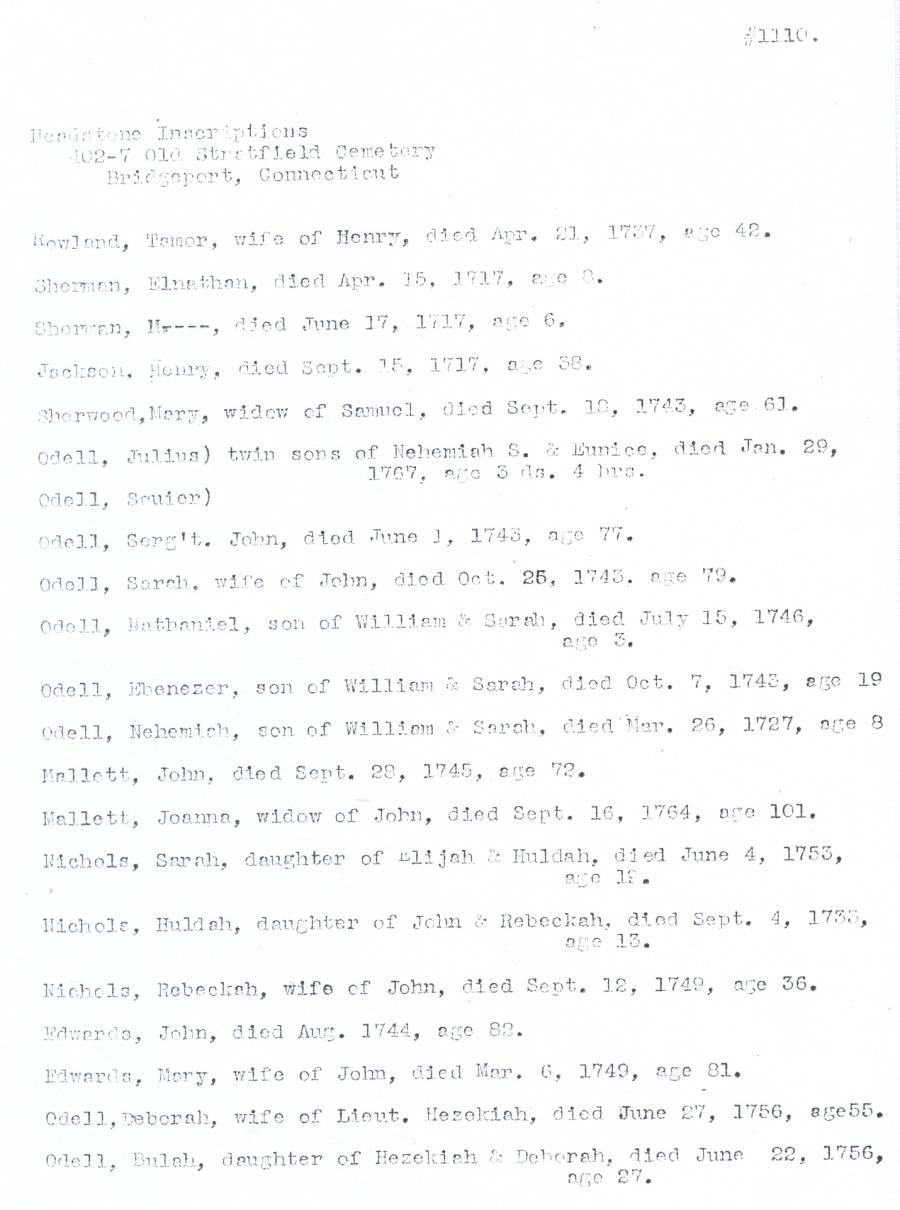 #1110.
Headstone Inscriptions
402-7 Old Stratfield Cemetery
Bridgeport, Connecticut
Rowland, Tamor, wife of Henry, died Apr. 21, 1737, age 42.
Sherman, Elnathan, died Apr. 15, 1717, age 8.
Sherman, M----, died June 17, 1717, age 6.
Jackson, Henry, died Sept. 15, 1717, age 38.
Sherwood,Mary, widow of Samuel, died Sept. 18, 1743, age 61.
Odell, Julius) twin sons of Nehemiah S. & Eunice, died Jan. 29,
1767, age 3 ds. 4 hrs.
Odell, Squier)
Odell, Serg't. John, died June 1, 1743, age 77.
Odell, Sarah, wife of John, died Oct. 25, 1743. age 79.
Odell, Nathaniel, son of William & Sarah, died July 15, 1746,
age 3.
Odell, Ebenezer, son of William & Sarah, died Oct. 7, 1743, age 19
Odell, Nehemich, son of William & Sarah, died Mar. 26, 1727, age 8
Mallett, John, died Sept. 28, 1745, age 72.
Mallett, Joanna, widow of John, died Sept. 16, 1764, age 101.
Nichols, Sarah, daughter of Elijah & Huldah, died June 4, 1753,
age
Nichols, Huldah, daughter of John & Rebeckah, died Sept. 4,
age 13.
Nichols, Rebeckah, wife of John, died Sept. 12, 1749, age 36.
Edwards, John, died Aug. 1744, age 82.
Edwards, Mary, wife of John, died Mar. 6, 1749, age 81.
Odell,Deborah, wife of Lieut. Hezekiah, died June 27, 1756, age55.
Odell, Bulah, daughter of Hezekiah & Deborah, died June 22, 1756,
age 27.